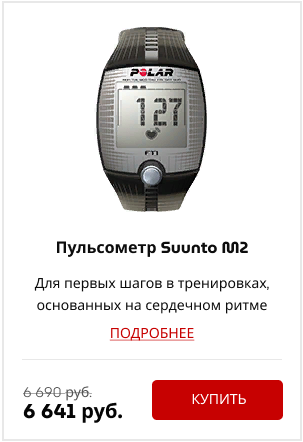 POLAR
127
FT1
Пульсометр Suunto M2
Для первых шагов в тренировках,
основанных на сердечном ритме
ПОДРОБНЕЕ
6 690 руб.
6 641 руб.
КУПИТЬ